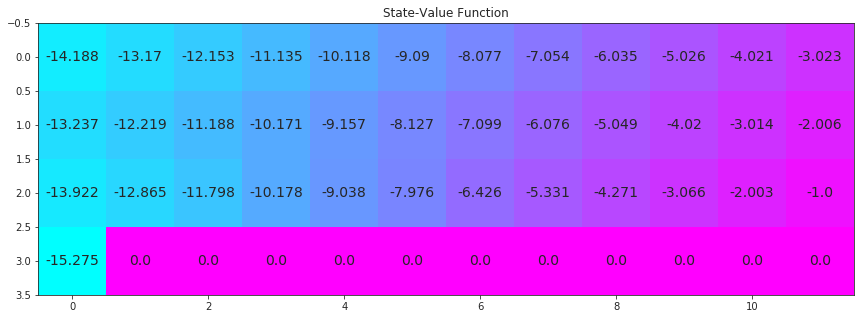 State-Value Function
−0.5
0.0 -14.188 -13.17 -12.153 -11.135 -10.118 -9.09 -8.077 -7.054 -6.035 -5.026 -4.021 -3.023
0.5
1.0 -13.237 -12.219 -11.188 -10.171 -9.157 -8.127 -7.099 -6.076 -5.049 -4.02 -3.014 -2.006
1.5
2.0 -13.922 -12.865 -11.798 -10.178 -9.038 -7.976 -6.426 -5.331 -4.271 -3.066 -2.003 -1.0
2.5
3.0 -15.275 0.0 0.0 0.0 0.0 0.0 0.0 0.0 0.0 0.0 0.0 0.0
3.5
0 2 4 6 8 10